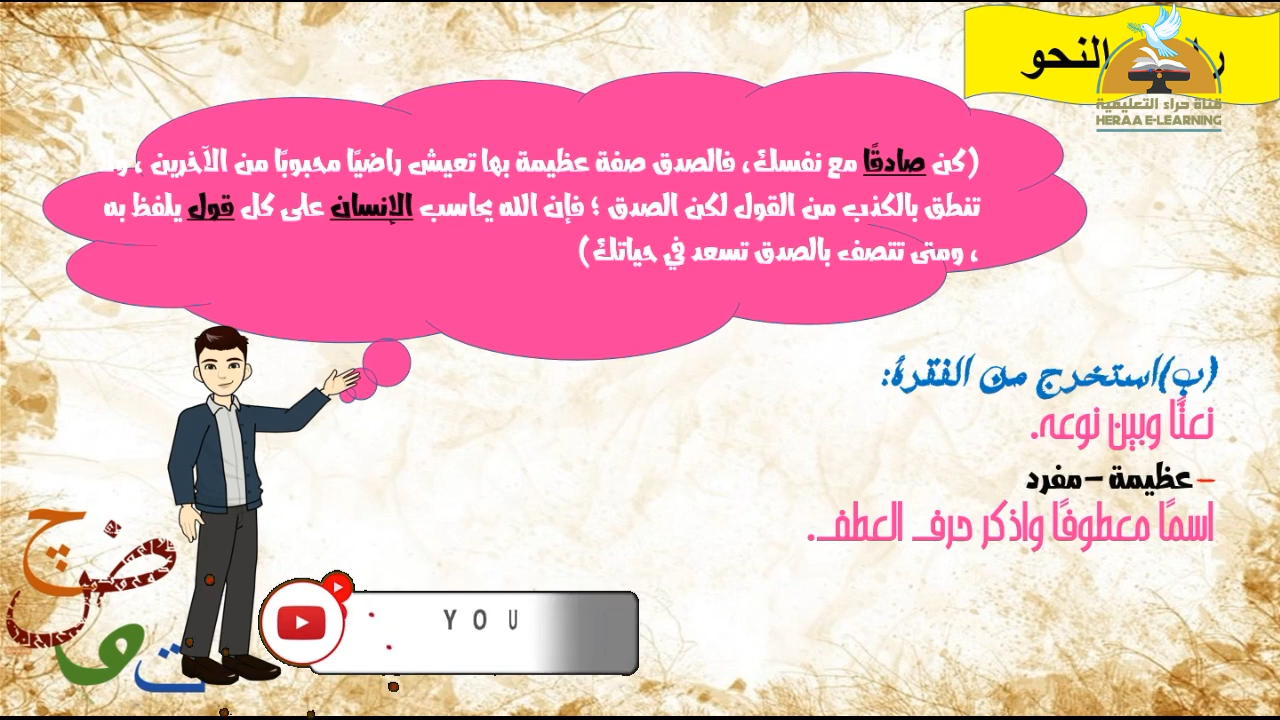 النحو
قناة حراء التعليمية
HERAA E-LEARNING
(كن صادقًا مع نفسك، فالصدق صفة عظيمة بها تعيش راضيًا محبوبًا من الآخرين ،
تنطق بالكذب من القول لكن الصدق ؛ فإن الله يحاسب الإنسان على كل قول يلفظ به
، ومتى تتصف بالصدق تسعد في حياتك)
(ب)استخرج من الفقرة:
نعتًا وبين نوعه.
- عظيمة – مفرد
اسمًا معطوفًا واذكر حرف العطف.
YOU